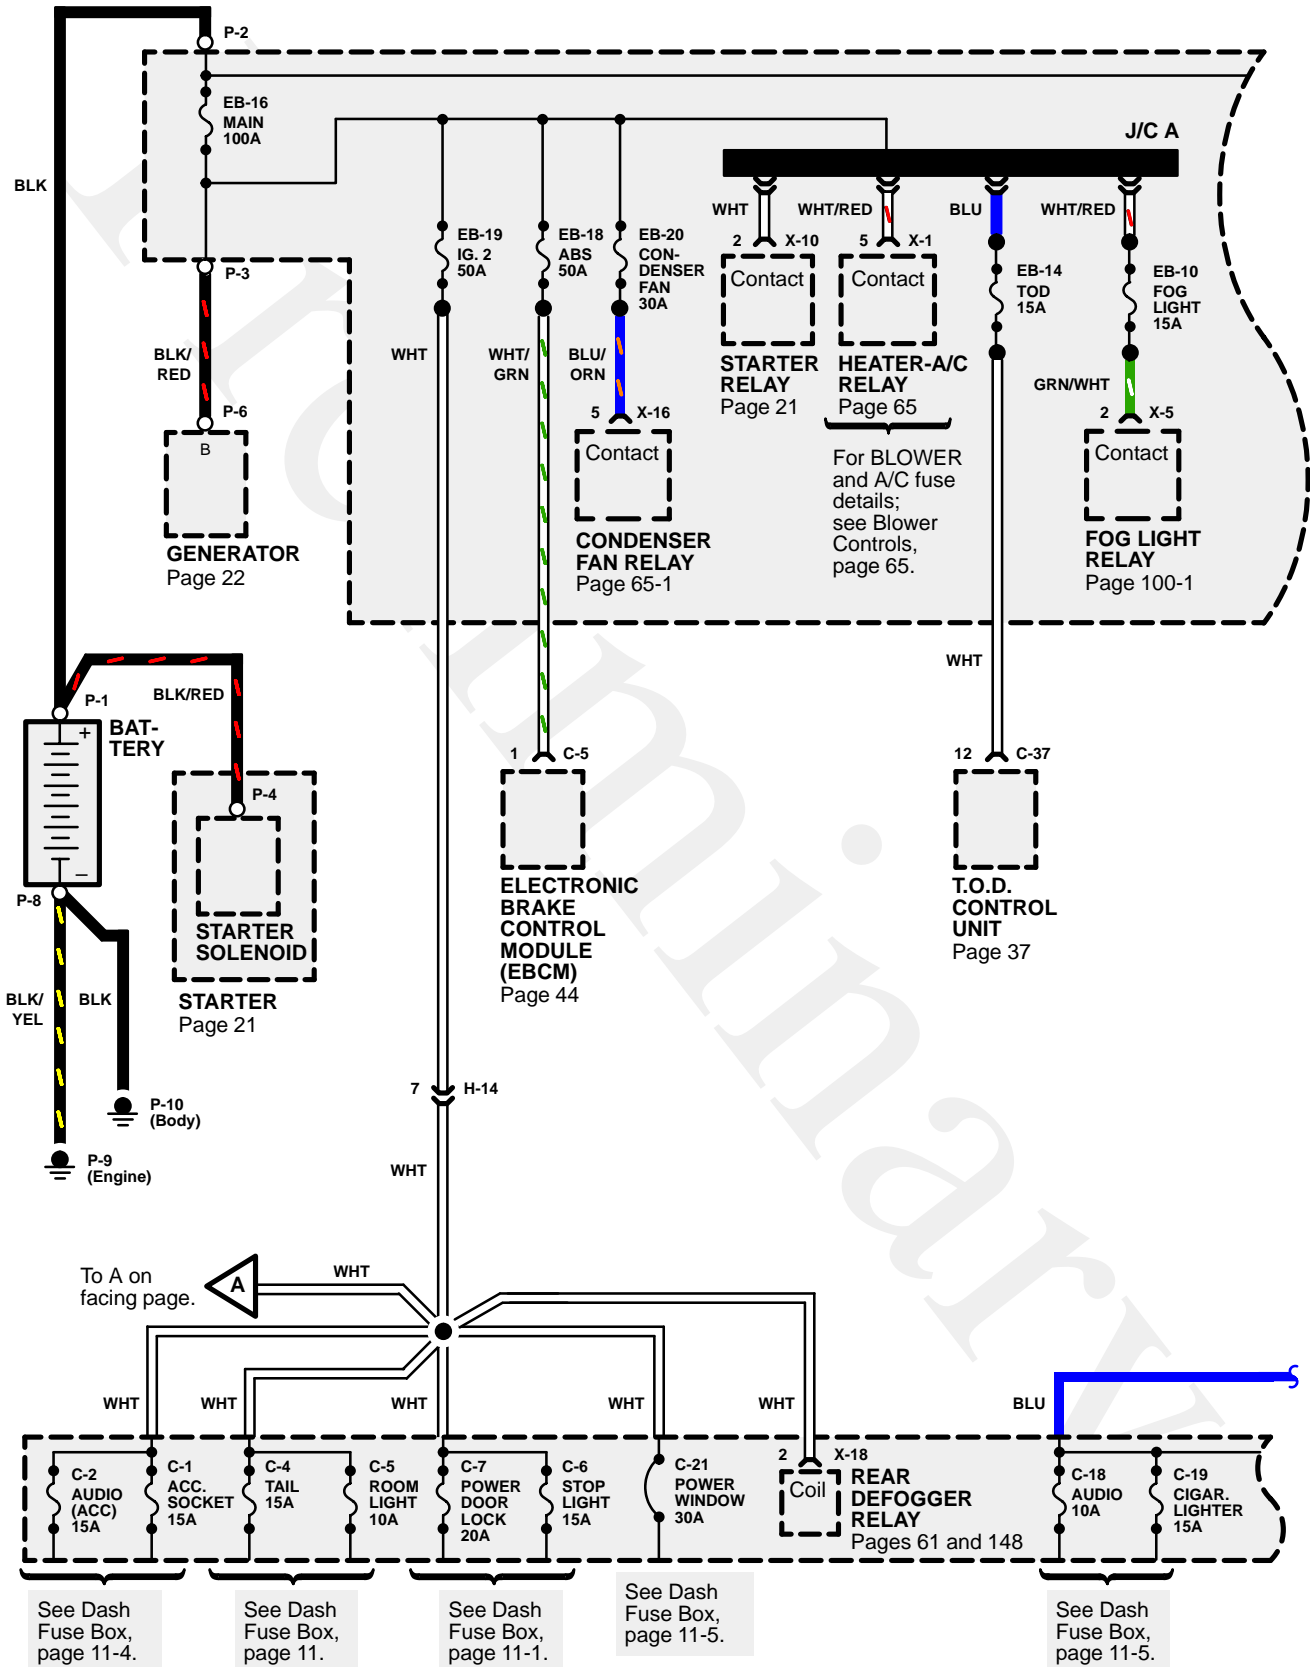 P-2
EB-16
MAIN
100A
J/C A
BLK
WHT
WHT/RED
BLU
WHT/RED
2 X-10
5 X-1
EB-19
IG. 2
50A
EB-18
ABS
50A
EB-20
CON-
DENSER
FAN
30A
Contact
Contact
EB-14
TOD
15A
EB-10
FOG
LIGHT
15A
P-3
BLK/
RED
WHT
WHT/
GRN
BLU/
ORN
STARTER
RELAY
Page 21
HEATER-A/C
RELAY
Page 65
GRN/WHT
P-6
5 X-16
2 X-5
B
Contact
Contact
For BLOWER
and A/C fuse
details;
see Blower
Controls,
page 65.
GENERATOR
Page 22
CONDENSER
FAN RELAY
Page 65-1
FOG LIGHT
RELAY
Page 100-1
WHT
P-1
BLK/RED
BAT-
TERY
+
–
1 C-5
12 C-37
P-4
P-8
STARTER
SOLENOID
ELECTRONIC
BRAKE
CONTROL
MODULE
(EBCM)
Page 44
T.O.D.
CONTROL
UNIT
Page 37
BLK/
YEL
BLK
STARTER
Page 21
7 H-14
P-10
(Body)
P-9
(Engine)
WHT
To A on
facing page.
A
WHT
WHT
WHT
WHT
WHT
WHT
BLU
C-2
AUDIO
(ACC)
15A
C-1
ACC.
SOCKET
15A
C-4
TAIL
15A
C-5
ROOM
LIGHT
10A
C-7
POWER
DOOR
LOCK
20A
C-6
STOP
LIGHT
15A
C-21
POWER
WINDOW
30A
2 X-18
Coil
REAR
DEFOGGER
RELAY
Pages 61 and 148
C-18
AUDIO
10A
C-19
CIGAR.
LIGHTER
15A
See Dash
Fuse Box,
page 11-4.
See Dash
Fuse Box,
page 11.
See Dash
Fuse Box,
page 11-1.
See Dash
Fuse Box,
page 11-5.
See Dash
Fuse Box,
page 11-5.
Preliminary